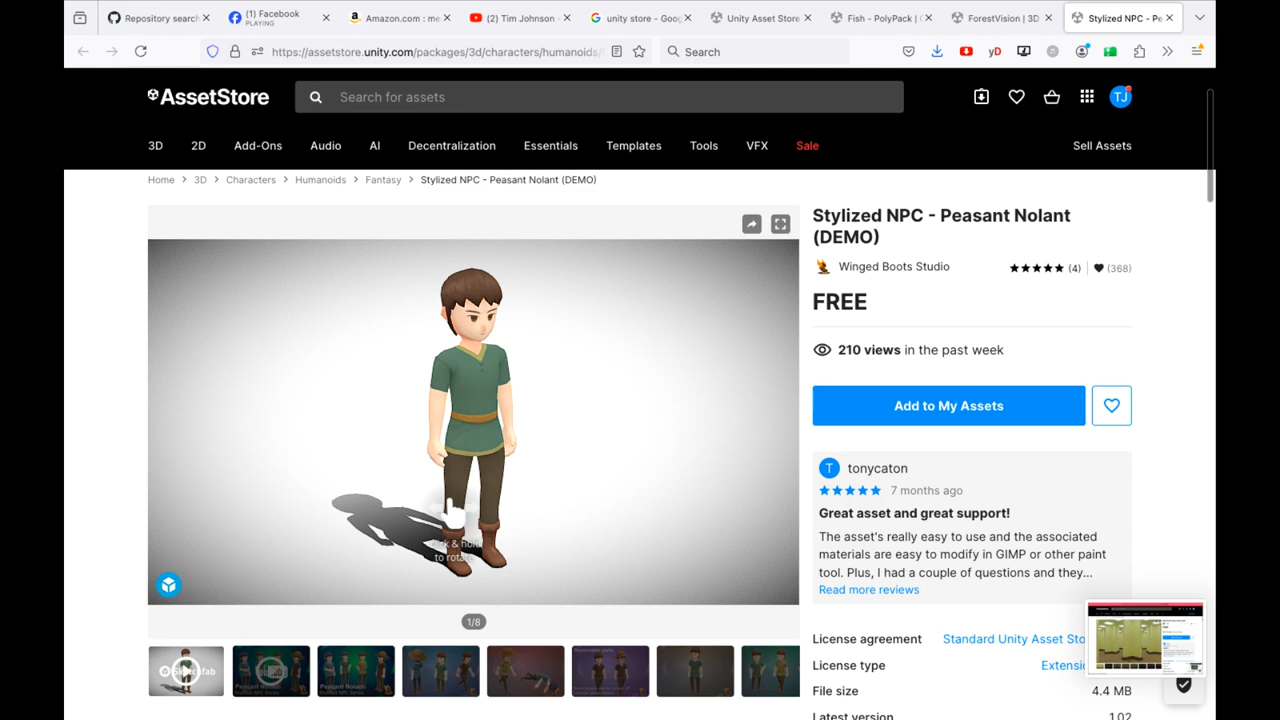 Repository search
(1) Facebook
PLAYING
Amazon.com : me
(2) Tim Johnson -
unity store - Goo
Unity Asset Store
Fish - PolyPack | 
ForestVision | 3D
Stylized NPC - Pe
https://assetstore.unity.com/packages/3d/characters/humanoids/
Search
yD
AssetStore
Search for assets
TJ
3D 2D Add-Ons Audio AI Decentralization Essentials Templates Tools VFX Sale Sell Assets
Home > 3D > Characters > Humanoids > Fantasy > Stylized NPC - Peasant Nolant (DEMO)
Stylized NPC - Peasant Nolant
(DEMO)
Winged Boots Studio
(4) (368)
FREE
210 views in the past week
Add to My Assets
T tonycaton
7 months ago
Great asset and great support!
The asset's really easy to use and the associated
materials are easy to modify in GIMP or other paint
tool. Plus, I had a couple of questions and they...
Read more reviews
to rotate
1/8
License agreement Standard Unity Asset Sto
License type Extensio
File size 4.4 MB
Latest version 1.02